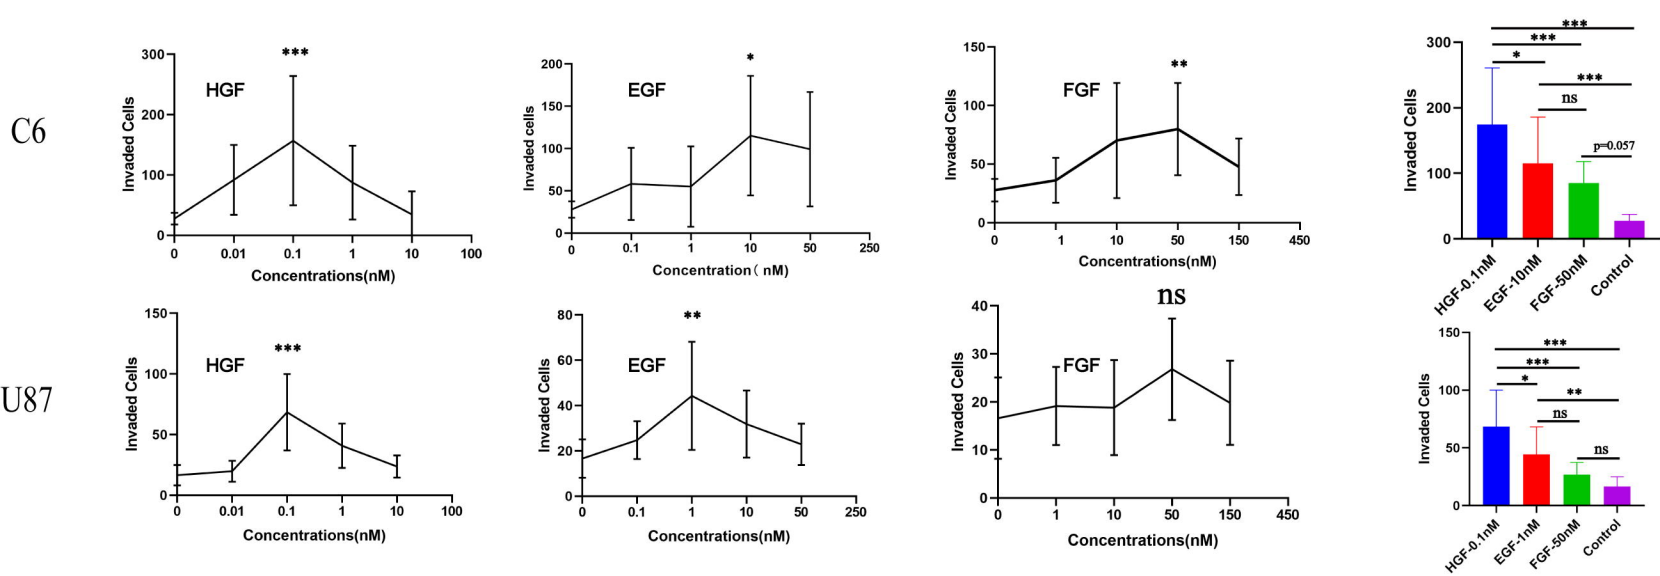 C6
Invaded Cells
300
200
100
0
HGF
***
0 0.01 0.1 1 10 100
Concentrations(nM)
Invaded cells
200
150
100
50
0
EGF
*
0 0.1 1 10 50 250
Concentration( nM)
Invaded Cells
150
100
50
0
FGF
**
0 1 10 50 150 450
Concentrations(nM)
Invaded Cells
300
200
100
0
***
***
*
***
ns
p=0.057
HGF-0.1nM
EGF-10nM
FGF-50nM
Control
U87
Invaded Cells
150
100
50
0
HGF
***
0 0.01 0.1 1 10 100
Concentrations(nM)
Invaded Cells
80
60
40
20
0
EGF
**
0 0.1 1 10 50 250
Concentrations(nM)
Invaded Cells
40
30
20
10
0
FGF
ns
0 1 10 50 150 450
Concentrations(nM)
Invaded Cells
150
100
50
0
***
***
*
**
ns
ns
HGF-0.1nM
EGF-1nM
FGF-50nM
Control